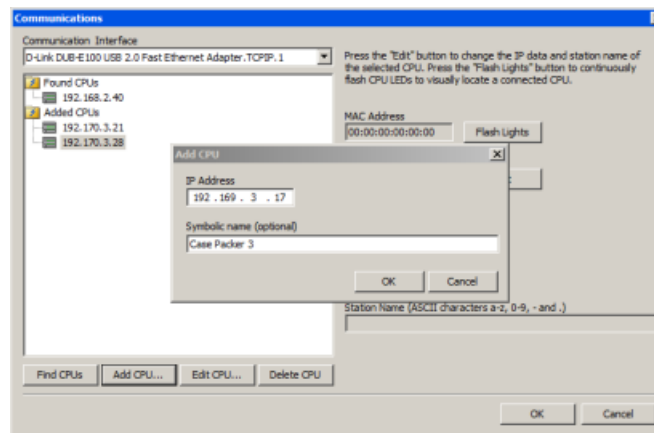 Communications
Communication Interface
D-Link DUB-E100 USB 2.0 Fast Ethernet Adapter.TCPIP.1
Press the "Edit" button to change the IP data and station name of
the selected CPU. Press the "Flash Lights" button to continuously
flash CPU LEDs to visually locate a connected CPU.
Found CPUs
192.168.2.40
Added CPUs
192.170.3.21
192.170.3.28
MAC Address
00:00:00:00:00:00
Flash Lights
Add CPU
IP Address
192 . 169 . 3 . 17
Symbolic name (optional)
Case Packer 3
OK
Cancel
Station Name (ASCII characters a-z, 0-9, - and .)
Find CPUs
Add CPU...
Edit CPU...
Delete CPU
OK
Cancel